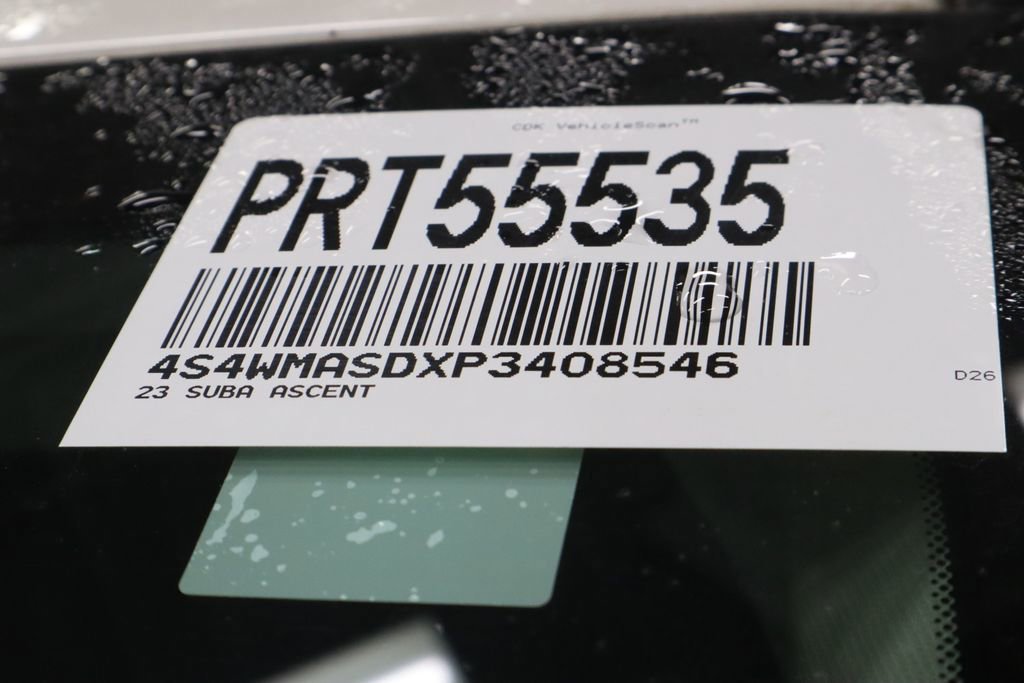 CDK VehicleScan™
PRT55535
4S4WMASDXP3408546
D26
23 SUBA ASCENT